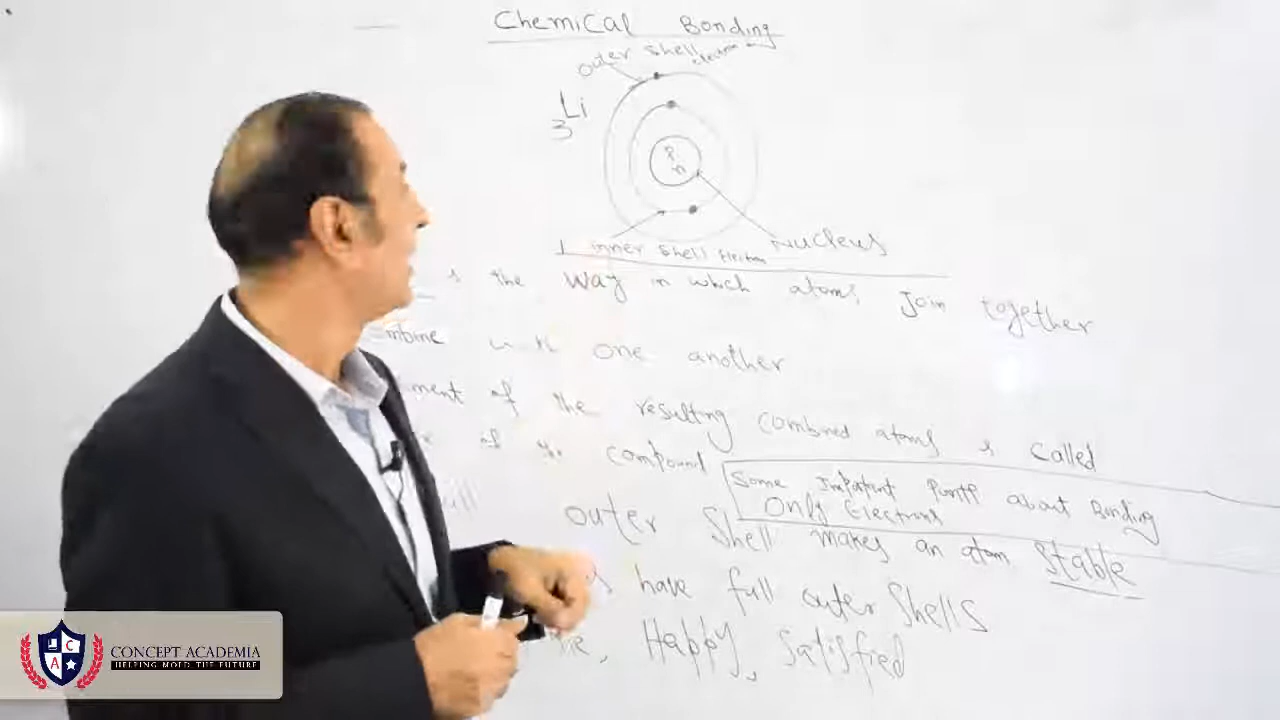 Chemical Bonding
outer shell electron
Li
3
P
n
1 inner shell Electron
Nucleus
s the way in which atoms Join together
mbine with one another
ment of the resulting combined atoms is called
of the compound
Some Important Points about Bonding
Only Electrons
outer Shell makes an atom Stable
have full outer Shells
Happy, Satisfied
CONCEPT ACADEMIA
HELPING MOLD THE FUTURE
C
A